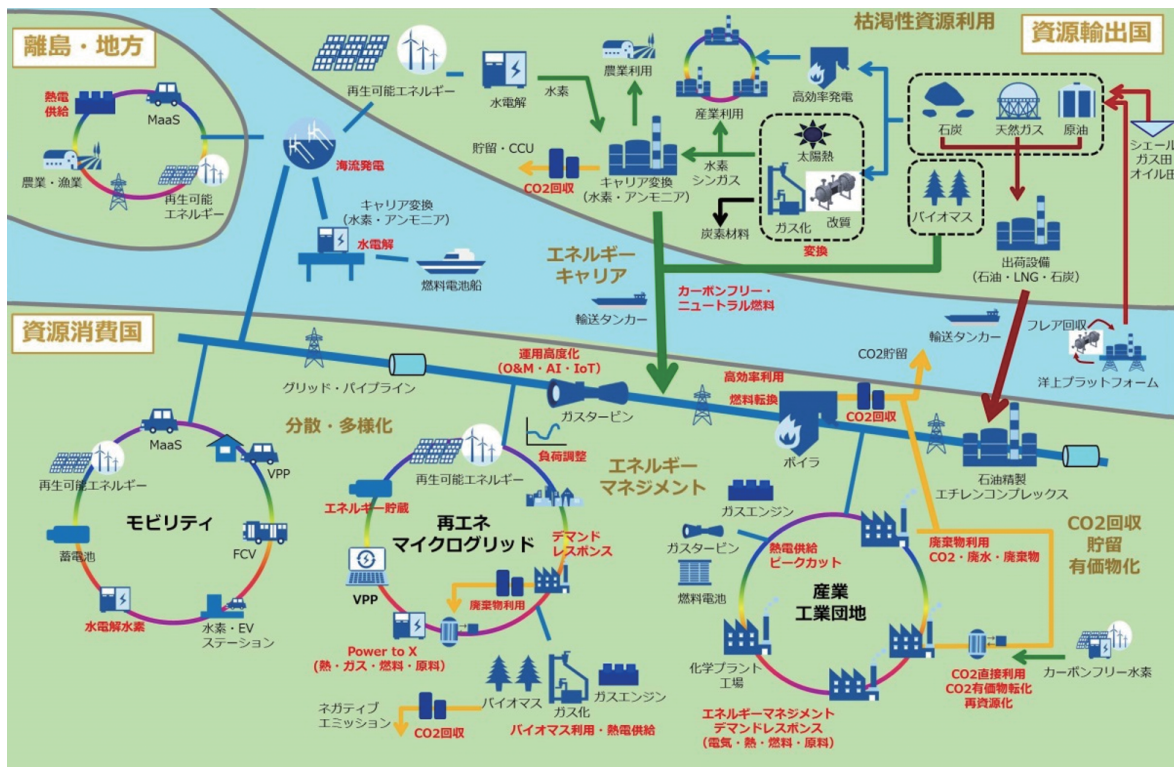 離島・地方
熱電
供給
MaaS
農業・漁業
再生可能
エネルギー
海流発電
再生可能エネルギー
水電解
水素
貯留・CCU
CO2回収
キャリア変換
(水素・アンモニア)
農業利用
産業利用
水素
シンガス
高効率発電
太陽熱
ガス化
改質
変換
炭素材料
枯渇性資源利用
資源輸出国
石炭
天然ガス
原油
シェール
ガス田
オイル田
バイオマス
出荷設備
(石油・LNG・石炭)
キャリア変換
(水素・アンモニア)
水電解
燃料電池船
エネルギー
キャリア
輸送タンカー
カーボンフリー・
ニュートラル燃料
輸送タンカー
フレア回収
洋上プラットフォーム
資源消費国
グリッド・パイプライン
運用高度化
(O&M・AI・IoT)
ガスタービン
負荷調整
高効率利用
燃料転換
CO2貯留
CO2回収
ボイラ
石油精製
エチレンコンプレックス
分散・多様化
エネルギー
マネジメント
CO2回収
貯留
有価物化
MaaS
VPP
再生可能エネルギー
モビリティ
蓄電池
FCV
水電解水素
水素・EV
ステーション
再生可能エネルギー
エネルギー貯蔵
再エネ
マイクログリッド
デマンド
レスポンス
VPP
廃棄物利用
Power to X
(熱・ガス・燃料・原料)
バイオマス
ガス化
ガスエンジン
ネガティブ
エミッション
CO2回収
バイオマス利用・熱電供給
ガスエンジン
ガスタービン
燃料電池
熱電供給
ピークカット
産業
工業団地
廃棄物利用
CO2・廃水・廃棄物
化学プラント
工場
CO2直接利用
CO2有価物転化
再資源化
カーボンフリー水素
エネルギーマネジメント
デマンドレスポンス
(電気・熱・燃料・原料)